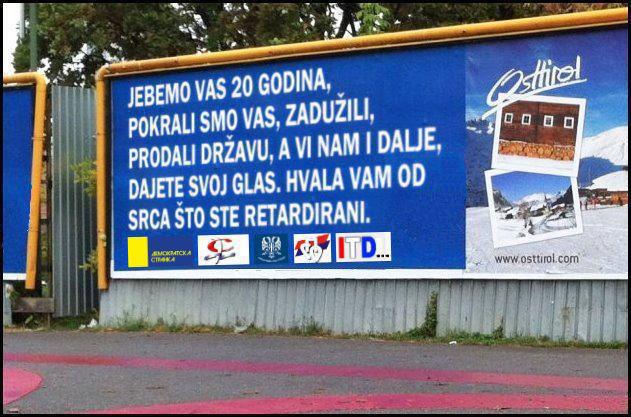 JEBEMO VAS 20 GODINA,
POKRALI SMO VAS, ZADUŽILI,
PRODALI DRŽAVU, A VI NAM I DALJE,
DAJETE SVOJ GLAS. HVALA VAM OD
SRCA ŠTO STE RETARDIRANI.
ДЕМОКРАТСКА
СТРАНКА
ITD...
Osttirol
www.osttirol.com